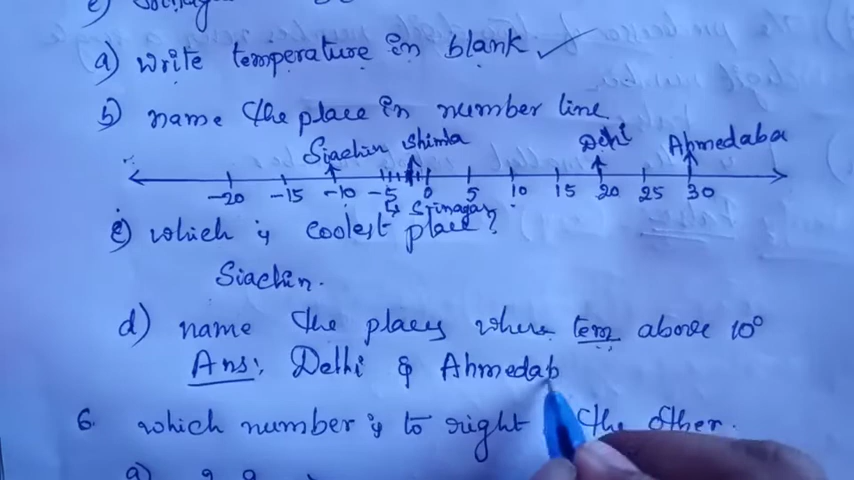 a) write temperature in blank ✓
b) name the place in number line
Siachin Shimla Delhi Ahmedaba
-20 -15 -10 -5 0 5 10 15 20 25 30
Srinagar
c) which is coolest place?
Siachin.
d) name the places where tem above 10°
Ans: Delhi & Ahmedab
6. which number is to right the other.
a)